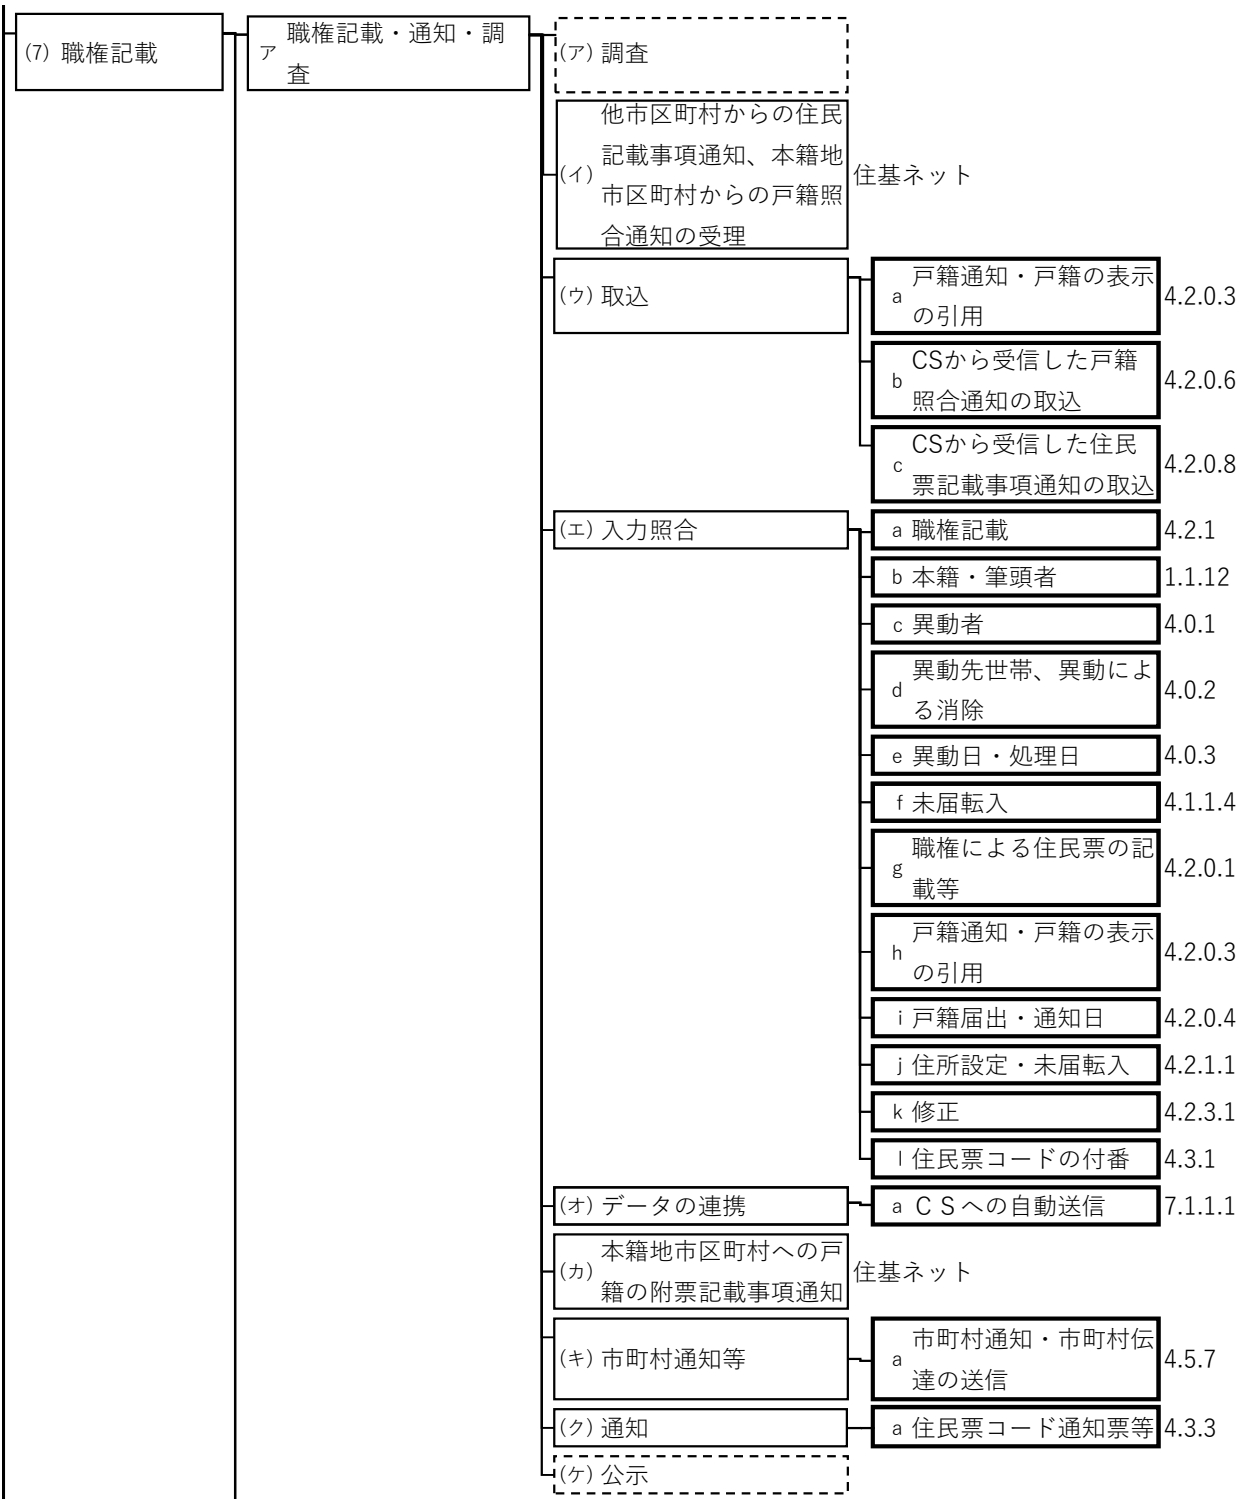 (7) 職権記載
ア 職権記載・通知・調
査
(ア) 調査
(イ) 他市区町村からの住民
記載事項通知、本籍地
市区町村からの戸籍照
合通知の受理
住基ネット
(ウ) 取込
a 戸籍通知・戸籍の表示
の引用
4.2.0.3
b CSから受信した戸籍
照合通知の取込
4.2.0.6
c CSから受信した住民
票記載事項通知の取込
4.2.0.8
(エ) 入力照合
a 職権記載 4.2.1
b 本籍・筆頭者 1.1.12
c 異動者 4.0.1
d 異動先世帯、異動によ
る消除
4.0.2
e 異動日・処理日 4.0.3
f 未届転入 4.1.1.4
g 職権による住民票の記
載等
4.2.0.1
h 戸籍通知・戸籍の表示
の引用
4.2.0.3
i 戸籍届出・通知日 4.2.0.4
j 住所設定・未届転入 4.2.1.1
k 修正 4.2.3.1
l 住民票コードの付番 4.3.1
(オ) データの連携
a ＣＳへの自動送信 7.1.1.1
(カ) 本籍地市区町村への戸
籍の附票記載事項通知
住基ネット
(キ) 市町村通知等
a 市町村通知・市町村伝
達の送信
4.5.7
(ク) 通知
a 住民票コード通知票等 4.3.3
(ケ) 公示